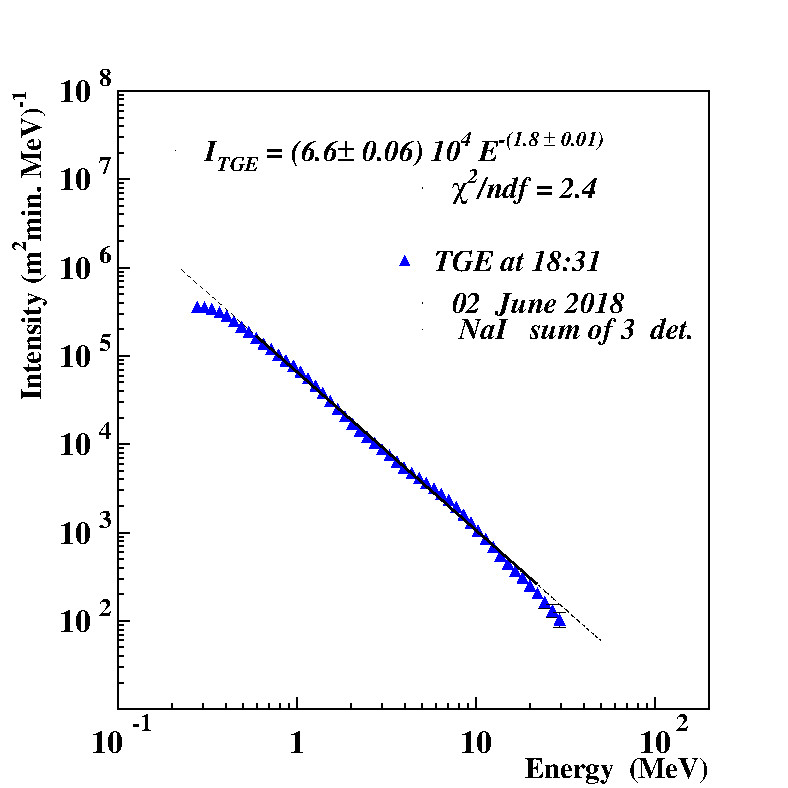 I_TGE = (6.6± 0.06) 10^4 E^-(1.8 ± 0.01)
χ^2/ndf = 2.4
TGE at 18:31
02 June 2018
NaI sum of 3 det.
Intensity (m^2min. MeV)^-1
10^8
10^7
10^6
10^5
10^4
10^3
10^2
10^-1 1 10 10^2
Energy (MeV)